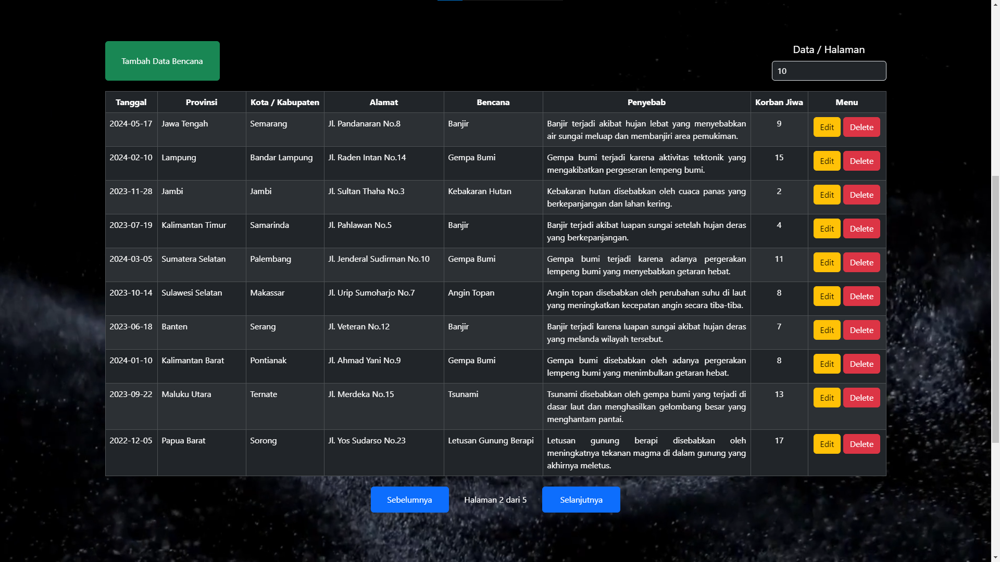 Tambah Data Bencana
Data / Halaman
10
Tanggal Provinsi Kota / Kabupaten Alamat Bencana Penyebab Korban Jiwa Menu
2024-05-17 Jawa Tengah Semarang Jl. Pandanaran No.8 Banjir Banjir terjadi akibat hujan lebat yang menyebabkan 9 Edit Delete
air sungai meluap dan membanjiri area pemukiman.
2024-02-10 Lampung Bandar Lampung Jl. Raden Intan No.14 Gempa Bumi Gempa bumi terjadi karena aktivitas tektonik yang 15 Edit Delete
mengakibatkan pergeseran lempeng bumi.
2023-11-28 Jambi Jambi Jl. Sultan Thaha No.3 Kebakaran Hutan Kebakaran hutan disebabkan oleh cuaca panas yang 2 Edit Delete
berkepanjangan dan lahan kering.
2023-07-19 Kalimantan Timur Samarinda Jl. Pahlawan No.5 Banjir Banjir terjadi akibat luapan sungai setelah hujan deras 4 Edit Delete
yang berkepanjangan.
2024-03-05 Sumatera Selatan Palembang Jl. Jenderal Sudirman No.10 Gempa Bumi Gempa bumi terjadi karena adanya pergerakan 11 Edit Delete
lempeng bumi yang menyebabkan getaran hebat.
2023-10-14 Sulawesi Selatan Makassar Jl. Urip Sumoharjo No.7 Angin Topan Angin topan disebabkan oleh perubahan suhu di laut 8 Edit Delete
yang meningkatkan kecepatan angin secara tiba-tiba.
2023-06-18 Banten Serang Jl. Veteran No.12 Banjir Banjir terjadi karena luapan sungai akibat hujan deras 7 Edit Delete
yang melanda wilayah tersebut.
2024-01-10 Kalimantan Barat Pontianak Jl. Ahmad Yani No.9 Gempa Bumi Gempa bumi disebabkan oleh adanya pergerakan 8 Edit Delete
lempeng bumi yang menimbulkan getaran hebat.
2023-09-22 Maluku Utara Ternate Jl. Merdeka No.15 Tsunami Tsunami disebabkan oleh gempa bumi yang terjadi di 13 Edit Delete
dasar laut dan menghasilkan gelombang besar yang
menghantam pantai.
2022-12-05 Papua Barat Sorong Jl. Yos Sudarso No.23 Letusan Gunung Berapi Letusan gunung berapi disebabkan oleh 17 Edit Delete
meningkatnya tekanan magma di dalam gunung yang
akhirnya meletus.
Sebelumnya Halaman 2 dari 5 Selanjutnya